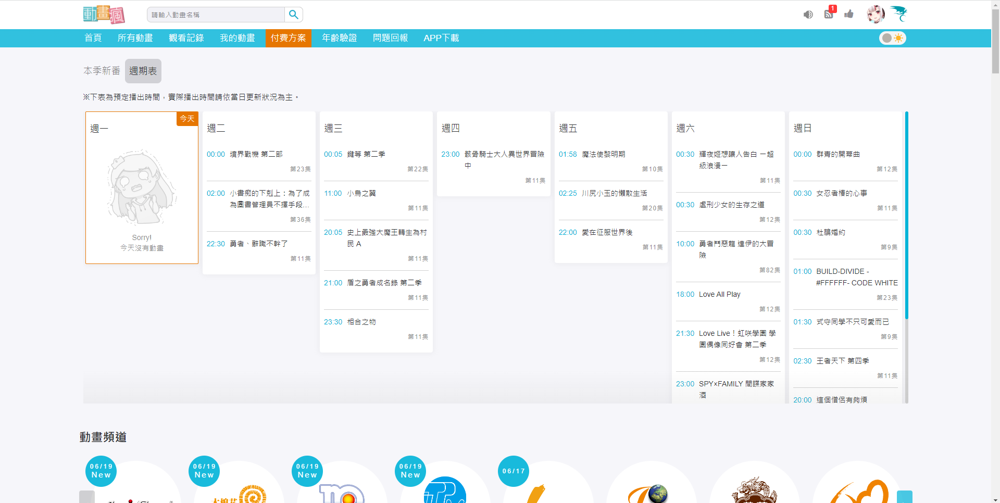 動畫瘋
請輸入動畫名稱
1
首頁 所有動畫 觀看記錄 我的動畫 付費方案 年齡驗證 問題回報 APP下載
本季新番 週期表
※下表為預定播出時間，實際播出時間請依當日更新狀況為主。
今天
週一
Sorry!
今天沒有動畫
週二
00:00 境界戰機 第二部
第23集
02:00 小書痴的下剋上：為了成
為圖書管理員不擇手段...
第36集
22:30 勇者、辭職不幹了
第11集
週三
00:05 鍵等 第二季
第22集
11:00 小鳥之翼
第11集
20:05 史上最強大魔王轉生為村
民 A
第11集
21:00 盾之勇者成名錄 第二季
第11集
23:30 相合之物
第11集
週四
23:00 骸骨騎士大人異世界冒險
中
第11集
週五
01:58 魔法使黎明期
第10集
02:25 川尻小玉的懶散生活
第20集
22:00 愛在征服世界後
第11集
週六
00:30 輝夜姬想讓人告白 一超
級浪漫一
第11集
00:30 處刑少女的生存之道
第12集
10:00 勇者鬥惡龍 達伊的大冒
險
第82集
18:00 Love All Play
第12集
21:30 Love Live！虹咲學園 學
園偶像同好會 第二季
第12集
23:00 SPY×FAMILY 間諜家家
酒
週日
00:00 群青的開幕曲
第12集
00:30 女忍者椿的心事
第11集
00:30 杜鵑婚約
第9集
01:00 BUILD-DIVIDE -
#FFFFFF- CODE WHITE
第23集
01:30 式守同學不只可愛而已
第9集
02:30 王者天下 第四季
第11集
20:00 這個僧侶有夠煩
動畫頻道
06/19
New
06/19
New
06/19
New
06/19
New
06/17
木棉花